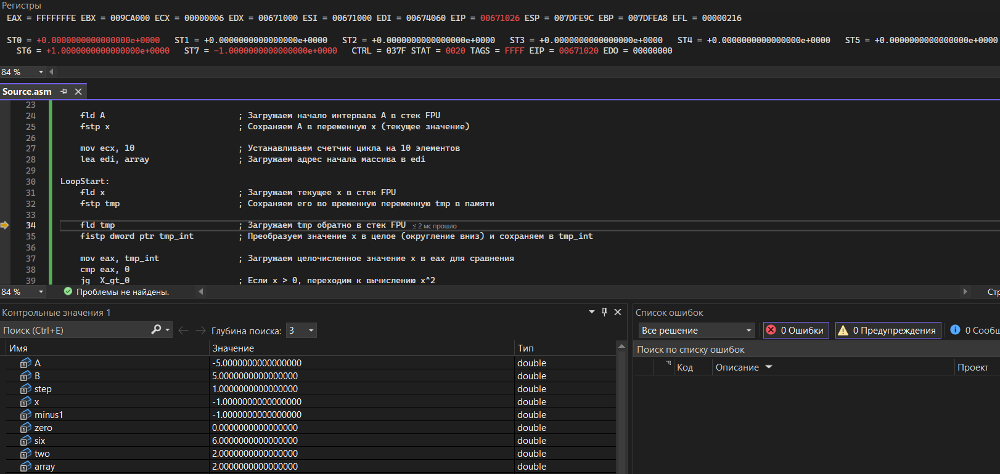 Регистры
EAX = FFFFFFFE EBX = 009CA000 ECX = 00000006 EDX = 00671000 ESI = 00671000 EDI = 00674060 EIP = 00671026 ESP = 007DFE9C EBP = 007DFEA8 EFL = 00000216
ST0 = +0.0000000000000000e+0000 ST1 = +0.0000000000000000e+0000 ST2 = +0.0000000000000000e+0000 ST3 = +0.0000000000000000e+0000 ST4 = +0.0000000000000000e+0000 ST5 = +0.0000000000000000e+0000
ST6 = +1.0000000000000000e+0000 ST7 = -1.0000000000000000e+0000 CTRL = 037F STAT = 0020 TAGS = FFFF EIP = 00671020 EDO = 00000000
84 %
Source.asm
23
24 fld A ; Загружаем начало интервала A в стек FPU
25 fstp x ; Сохраняем A в переменную x (текущее значение)
26
27 mov ecx, 10 ; Устанавливаем счетчик цикла на 10 элементов
28 lea edi, array ; Загружаем адрес начала массива в edi
29
30 LoopStart:
31 fld x ; Загружаем текущее x в стек FPU
32 fstp tmp ; Сохраняем его во временную переменную tmp в памяти
33
34 fld tmp ; Загружаем tmp обратно в стек FPU ≤ 2 мс прошло
35 fistp dword ptr tmp_int ; Преобразуем значение x в целое (округление вниз) и сохраняем в tmp_int
36
37 mov eax, tmp_int ; Загружаем целочисленное значение x в eax для сравнения
38 cmp eax, 0
39 jg X_gt_0 ; Если x > 0, переходим к вычислению x^2
84 % Проблемы не найдены. Стр
Контрольные значения 1
Поиск (Ctrl+E) Глубина поиска: 3
Имя Значение Тип
A -5.0000000000000000 double
B 5.0000000000000000 double
step 1.0000000000000000 double
x -1.0000000000000000 double
minus1 -1.0000000000000000 double
zero 0.0000000000000000 double
six 6.0000000000000000 double
two 2.0000000000000000 double
array 2.0000000000000000 double
Список ошибок
Все решение 0 Ошибки 0 Предупреждения 0 Сообщ
Поиск по списку ошибок
Код Описание Проект